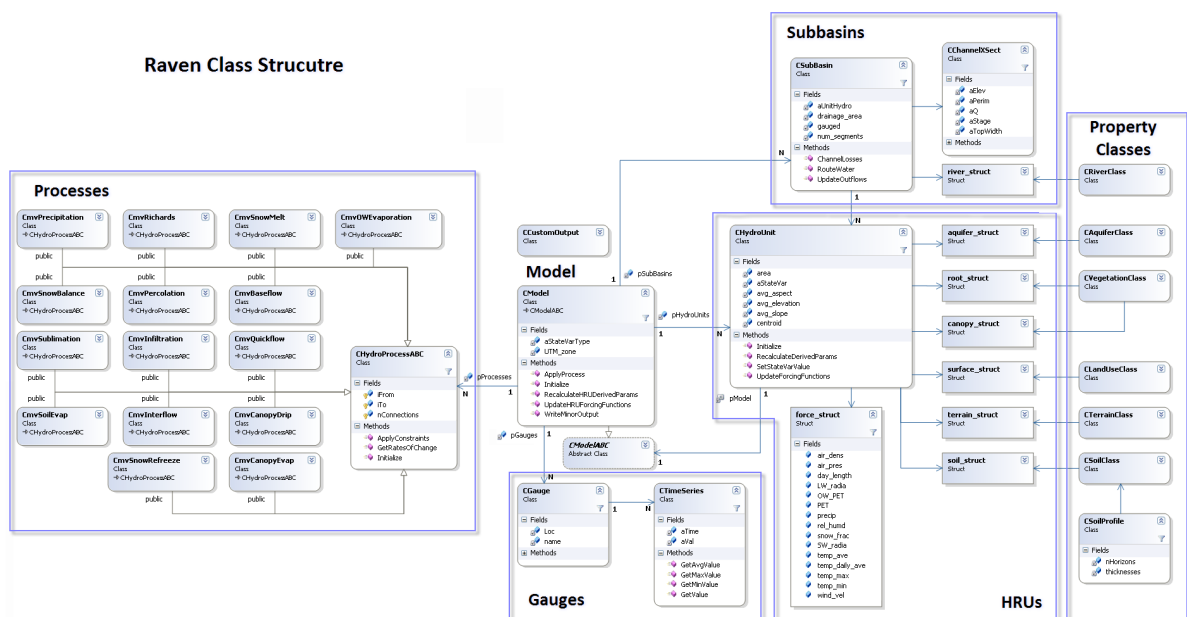 Raven Class Strucutre
Subbasins
CSubBasin
Class
Fields
aUnitHydro
drainage_area
gauged
num_segments
Methods
ChannelLosses
RouteWater
UpdateOutflows
CChannelXSect
Class
Fields
aElev
aPerim
aQ
aStage
aTopWidth
Methods
river_struct
Struct
N
1
Property
Classes
CRiverClass
Class
CAquiferClass
Class
CVegetationClass
Class
CLandUseClass
Class
CTerrainClass
Class
CSoilClass
Class
CSoilProfile
Class
Fields
nHorizons
thicknesses
Processes
CmvPrecipitation
Class
CHydroProcessABC
CmvRichards
Class
CHydroProcessABC
CmvSnowMelt
Class
CHydroProcessABC
CmvOWEvaporation
Class
CHydroProcessABC
public
public
public
public
CmvSnowBalance
Class
CHydroProcessABC
CmvPercolation
Class
CHydroProcessABC
CmvBaseflow
Class
CHydroProcessABC
public
public
public
CmvSublimation
Class
CHydroProcessABC
CmvInfiltration
Class
CHydroProcessABC
CmvQuickflow
Class
CHydroProcessABC
public
public
public
CmvSoilEvap
Class
CHydroProcessABC
CmvInterflow
Class
CHydroProcessABC
CmvCanopyDrip
Class
CHydroProcessABC
CmvSnowRefreeze
Class
CHydroProcessABC
CmvCanopyEvap
Class
CHydroProcessABC
public
public
CHydroProcessABC
Class
Fields
iFrom
iTo
nConnections
Methods
ApplyConstraints
GetRatesOfChange
Initialize
pProcesses
N
1
CCustomOutput
Class
Model
CModel
Class
CModelABC
Fields
aStateVarType
UTM_zone
Methods
ApplyProcess
Initialize
RecalculateHRUDerivedParams
UpdateHRUForcingFunctions
WriteMinorOutput
pSubBasins
1
pHydroUnits
1
N
pGauges
1
N
CModelABC
Abstract Class
1
pModel
1
N
CHydroUnit
Class
Fields
area
aStateVar
avg_aspect
avg_elevation
avg_slope
centroid
Methods
Initialize
RecalculateDerivedParams
SetStateVarValue
UpdateForcingFunctions
aquifer_struct
Struct
root_struct
Struct
canopy_struct
Struct
surface_struct
Struct
terrain_struct
Struct
soil_struct
Struct
force_struct
Struct
Fields
air_dens
air_pres
day_length
LW_radia
OW_PET
PET
precip
rel_humd
snow_frac
SW_radia
temp_ave
temp_daily_ave
temp_max
temp_min
wind_vel
HRUs
CGauge
Class
Fields
Loc
name
Methods
1
N
CTimeSeries
Class
Fields
aTime
aVal
Methods
GetAvgValue
GetMaxValue
GetMinValue
GetValue
Gauges